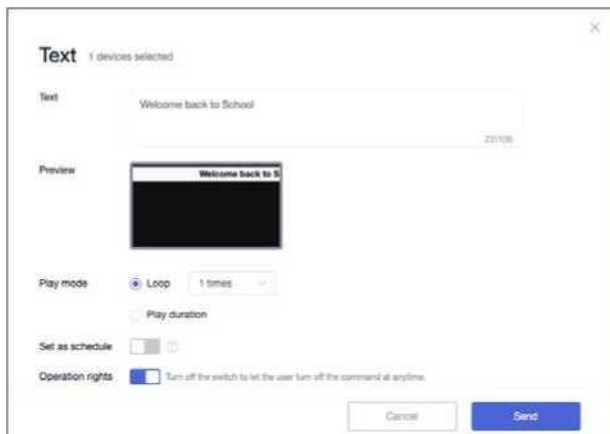 Text 1 devices selected
Text
Welcome back to School
22/108
Preview
Welcome back to S
Play mode Loop 1 times
Play duration
Set as schedule
Operation rights Turn off the switch to let the user turn off the command at anytime.
Cancel Send